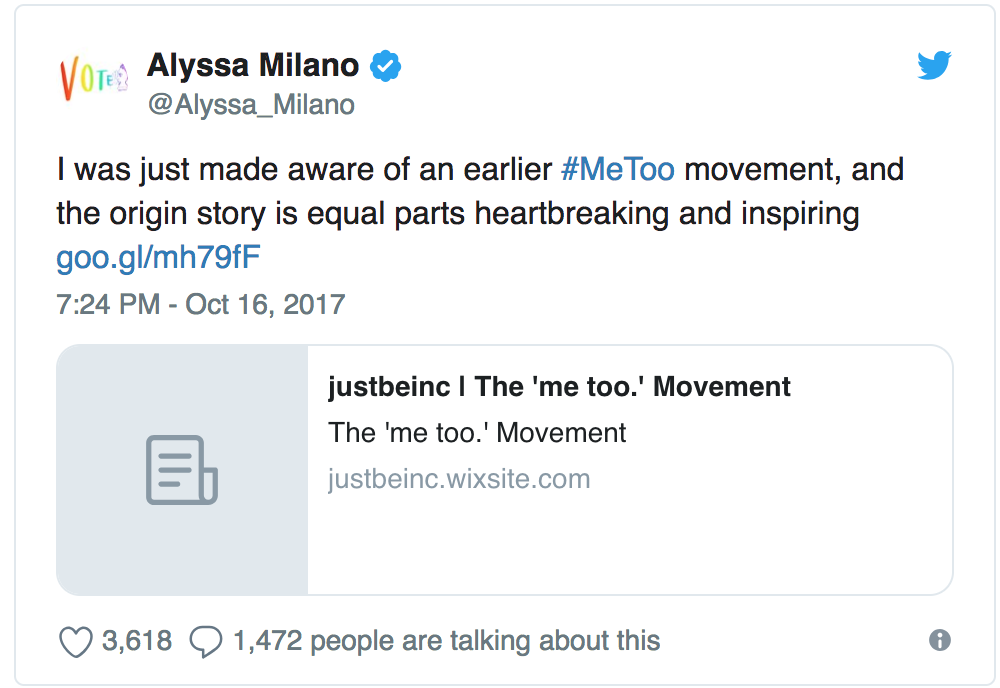 VOTE
Alyssa Milano
@Alyssa_Milano
I was just made aware of an earlier #MeToo movement, and
the origin story is equal parts heartbreaking and inspiring
goo.gl/mh79fF
7:24 PM - Oct 16, 2017
justbeinc | The 'me too.' Movement
The 'me too.' Movement
justbeinc.wixsite.com
3,618 1,472 people are talking about this